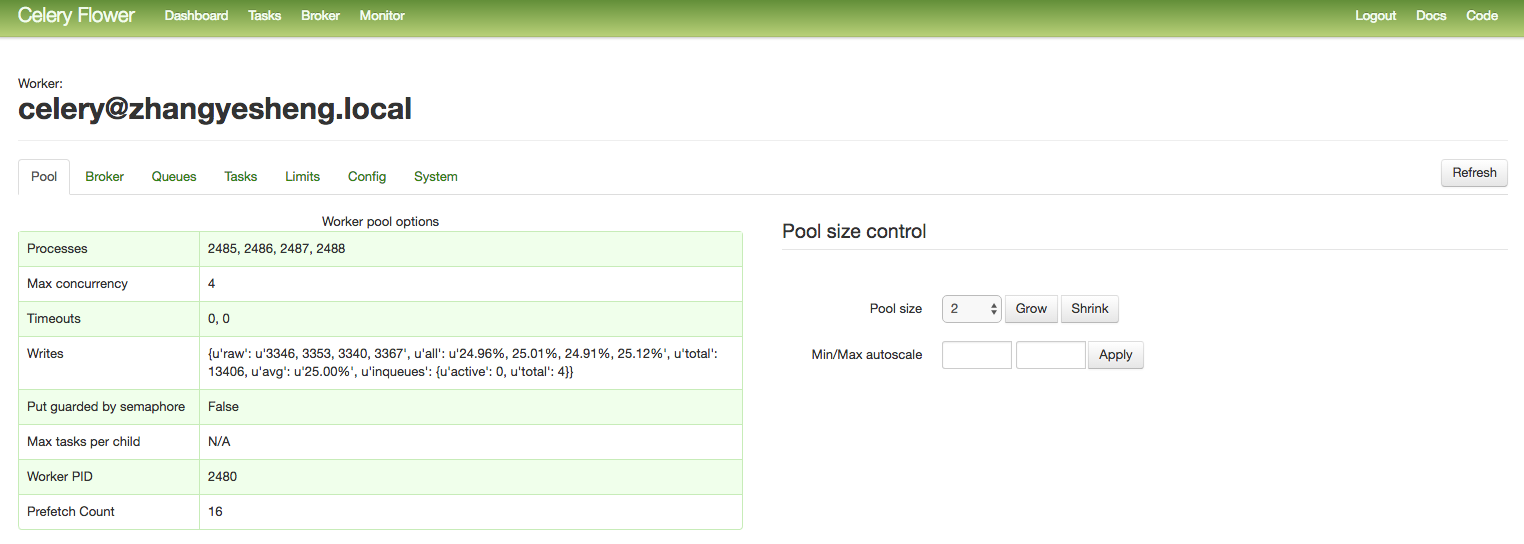 Celery Flower Dashboard Tasks Broker Monitor Logout Docs Code
Worker:
celery@zhangyesheng.local
Pool Broker Queues Tasks Limits Config System Refresh
Worker pool options
Processes 2485, 2486, 2487, 2488
Max concurrency 4
Timeouts 0, 0
Writes {u'raw': u'3346, 3353, 3340, 3367', u'all': u'24.96%, 25.01%, 24.91%, 25.12%', u'total':
13406, u'avg': u'25.00%', u'inqueues': {u'active': 0, u'total': 4}}
Put guarded by semaphore False
Max tasks per child N/A
Worker PID 2480
Prefetch Count 16
Pool size control
Pool size 2 Grow Shrink
Min/Max autoscale Apply